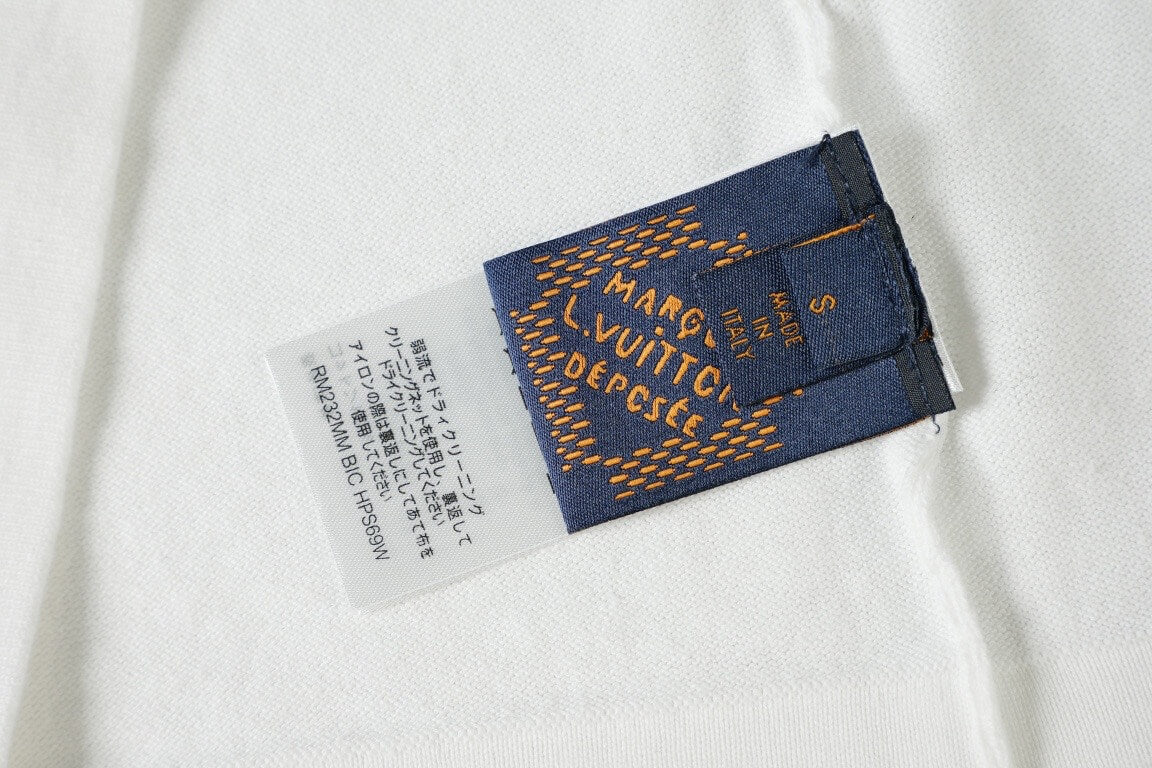 MARQU
L.VUITTON
DÉPOSÉE
S
MADE
IN
ITALY
弱流でドライクリーニング
クリーニングネットを使用し、裏返して
ドライクリーニングしてください
アイロンの際は裏返しにしてあて布を
使用してください
RM232MM BIC HPS69W